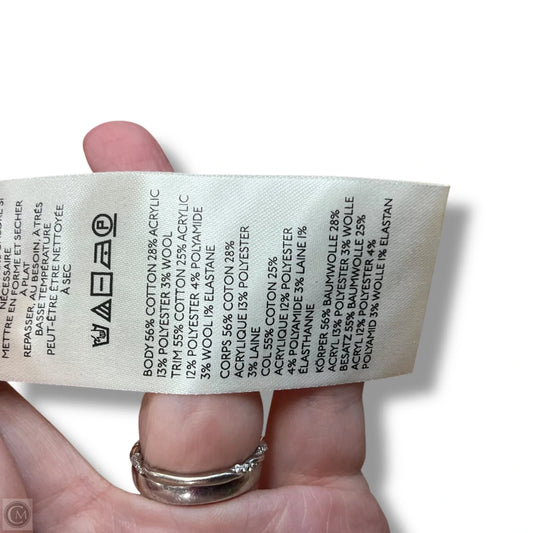 NÉCESSAIRE
METTRE EN FORME ET SECHER
À PLAT
REPASSER, AU BESOIN, A TRÉS
BASSE TEMPERATURE
PEUT-ÉTRE ÉTRE NETTOYÉE
À SEC
BODY 56% COTTON 28% ACRYLIC
13% POLYESTER 3% WOOL
TRIM 55% COTTON 25% ACRYLIC
12% POLYESTER 4% POLYAMIDE
3% WOOL 1% ELASTANE
CORPS 56% COTON 28%
ACRYLIQUE 13% POLYESTER
3% LAINE
COL 55% COTON 25%
ACRYLIQUE 12% POLYESTER
4% POLYAMIDE 3% LAINE 1%
ÉLASTHANNE
KÖRPER 56% BAUMWOLLE 28%
ACRYL 13% POLYESTER 3% WOLLE
BESATZ 55% BAUMWOLLE 25%
ACRYL 12% POLYESTER 4%
POLYAMID 3% WOLLE 1% ELASTAN
P